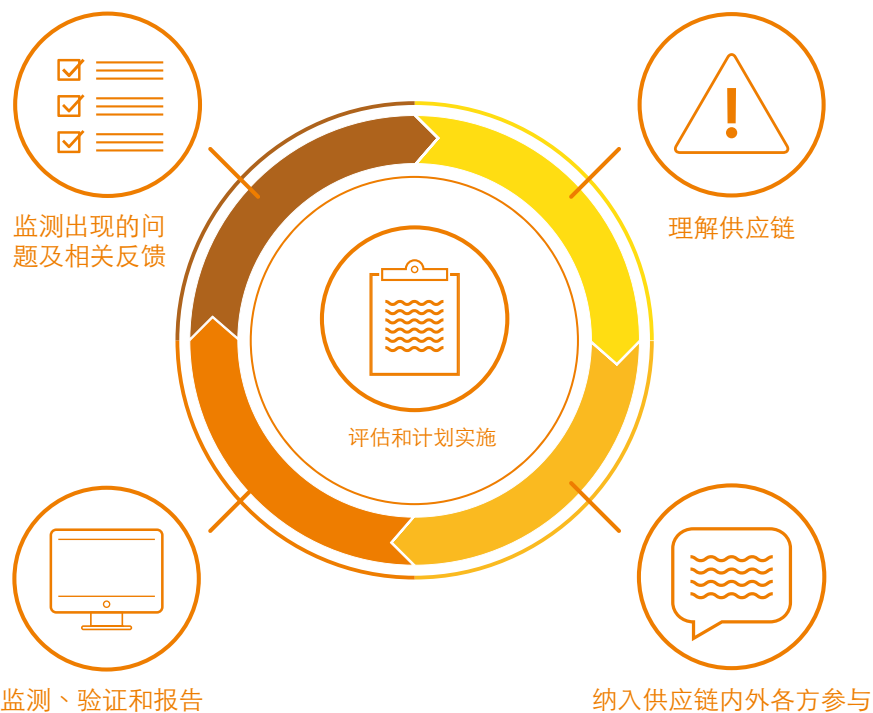 监测出现的问
题及相关反馈
理解供应链
评估和计划实施
监测、验证和报告
纳入供应链内外各方参与